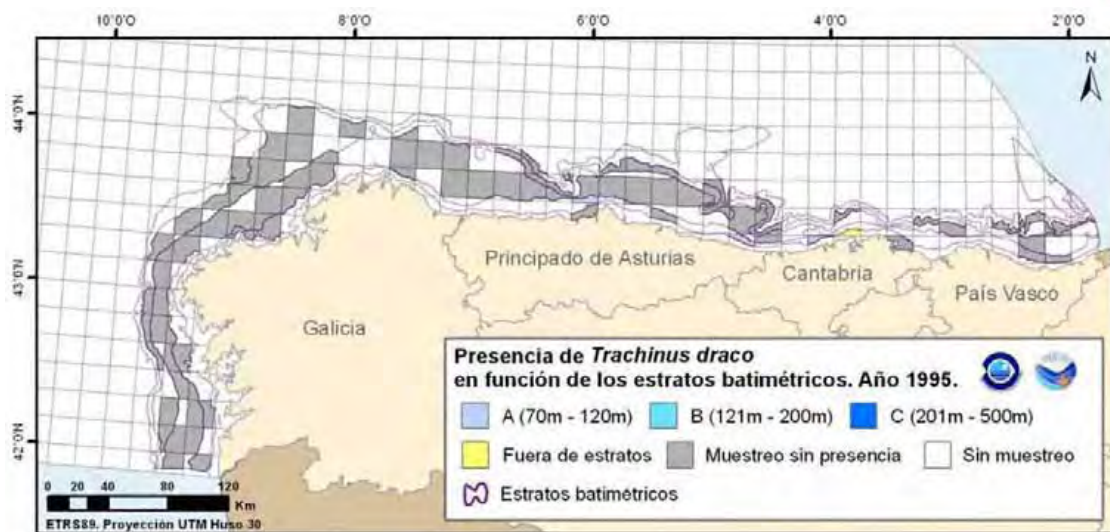 10°0'O 8°0'O 6°0'O 4°0'O 2°0'O
N
44°0'N
43°0'N
42°0'N
Principado de Asturias
Cantabria
País Vasco
Galicia
Presencia de Trachinus draco
en función de los estratos batimétricos. Año 1995.
A (70m - 120m) B (121m - 200m) C (201m - 500m)
Fuera de estratos Muestreo sin presencia Sin muestreo
Estratos batimétricos
0 20 40 80 120
Km
ETRS89. Proyección UTM Huso 30